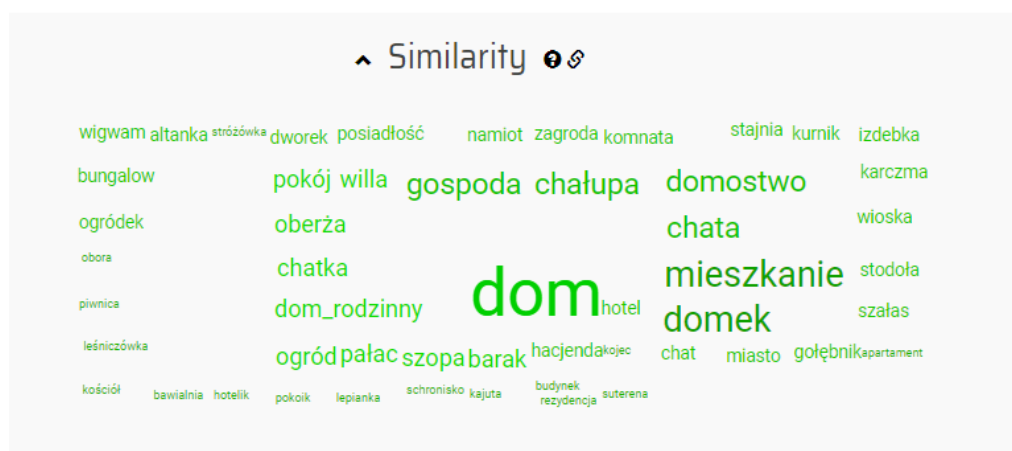 Similarity
wigwam altanka stróżówka dworek posiadłość namiot zagroda komnata stajnia kurnik izdebka
bungalow pokój willa gospoda chałupa domostwo karczma
ogródek oberża chata wioska
obora chatka mieszkanie stodoła
piwnica dom_rodzinny dom hotel domek szałas
leśniczówka ogród pałac szopa barak hacjenda kojec chat miasto gołębnik apartament
kościół bawialnia hotelik pokoik lepianka schronisko kajuta budynek suterena
rezydencja